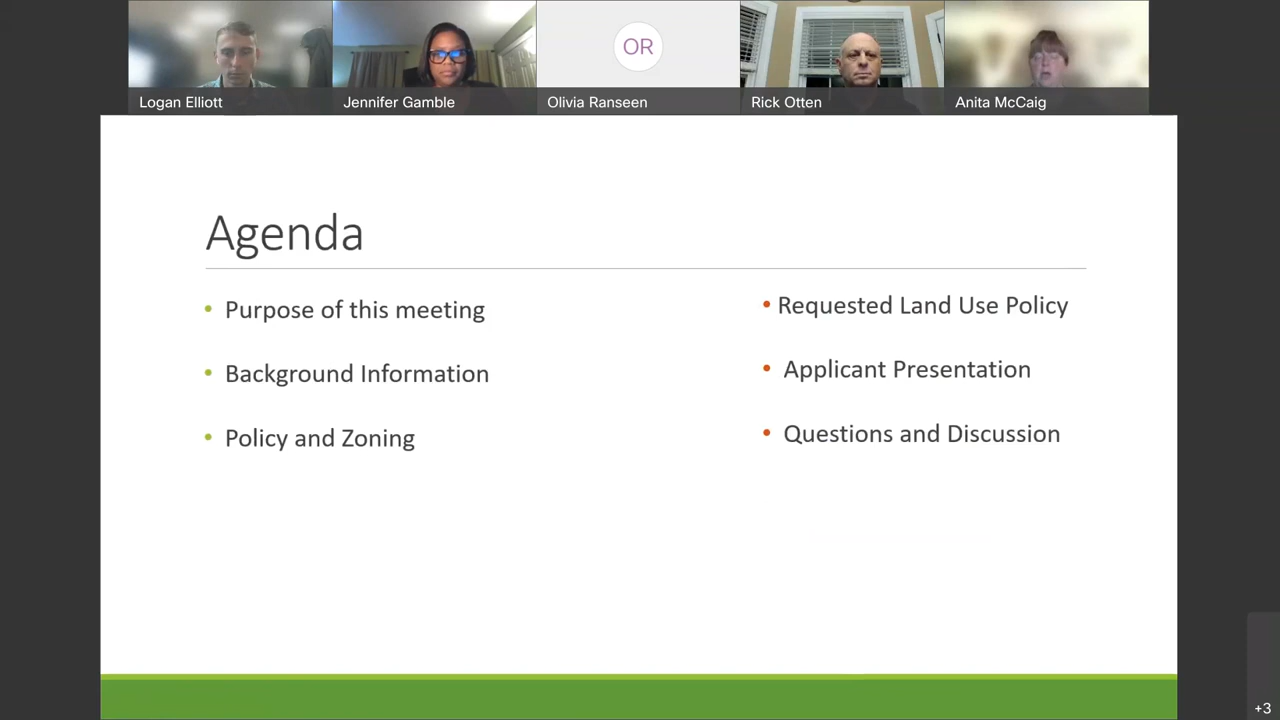 Logan Elliott
Jennifer Gamble
OR
Olivia Ranseen
Rick Otten
Anita McCaig
Agenda
• Purpose of this meeting
• Background Information
• Policy and Zoning
• Requested Land Use Policy
• Applicant Presentation
• Questions and Discussion
+3